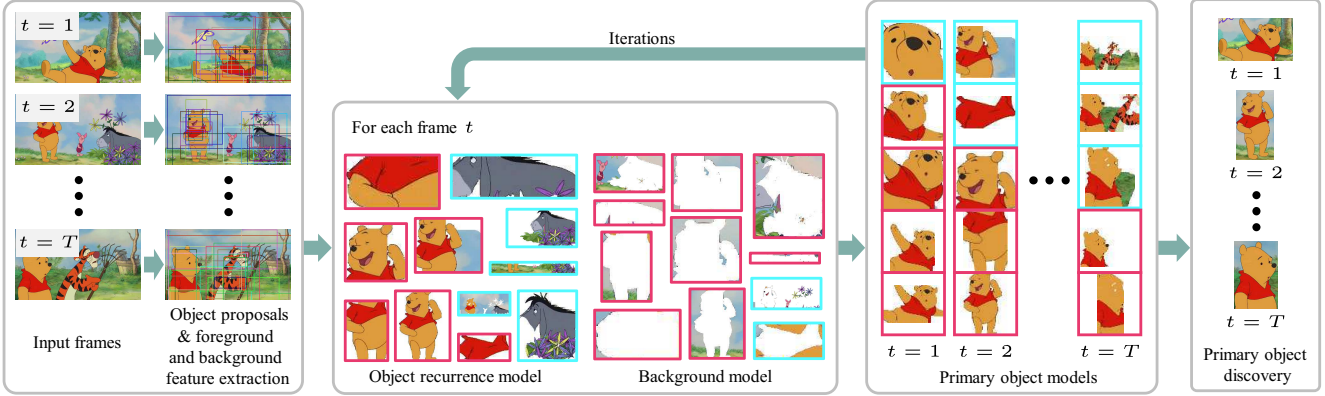 t = 1
t = 2
t = T
Input frames
Object proposals
& foreground
and background
feature extraction
Iterations
For each frame t
Object recurrence model
Background model
t = 1
t = 2
t = T
Primary object models
t = 1
t = 2
t = T
Primary object
discovery